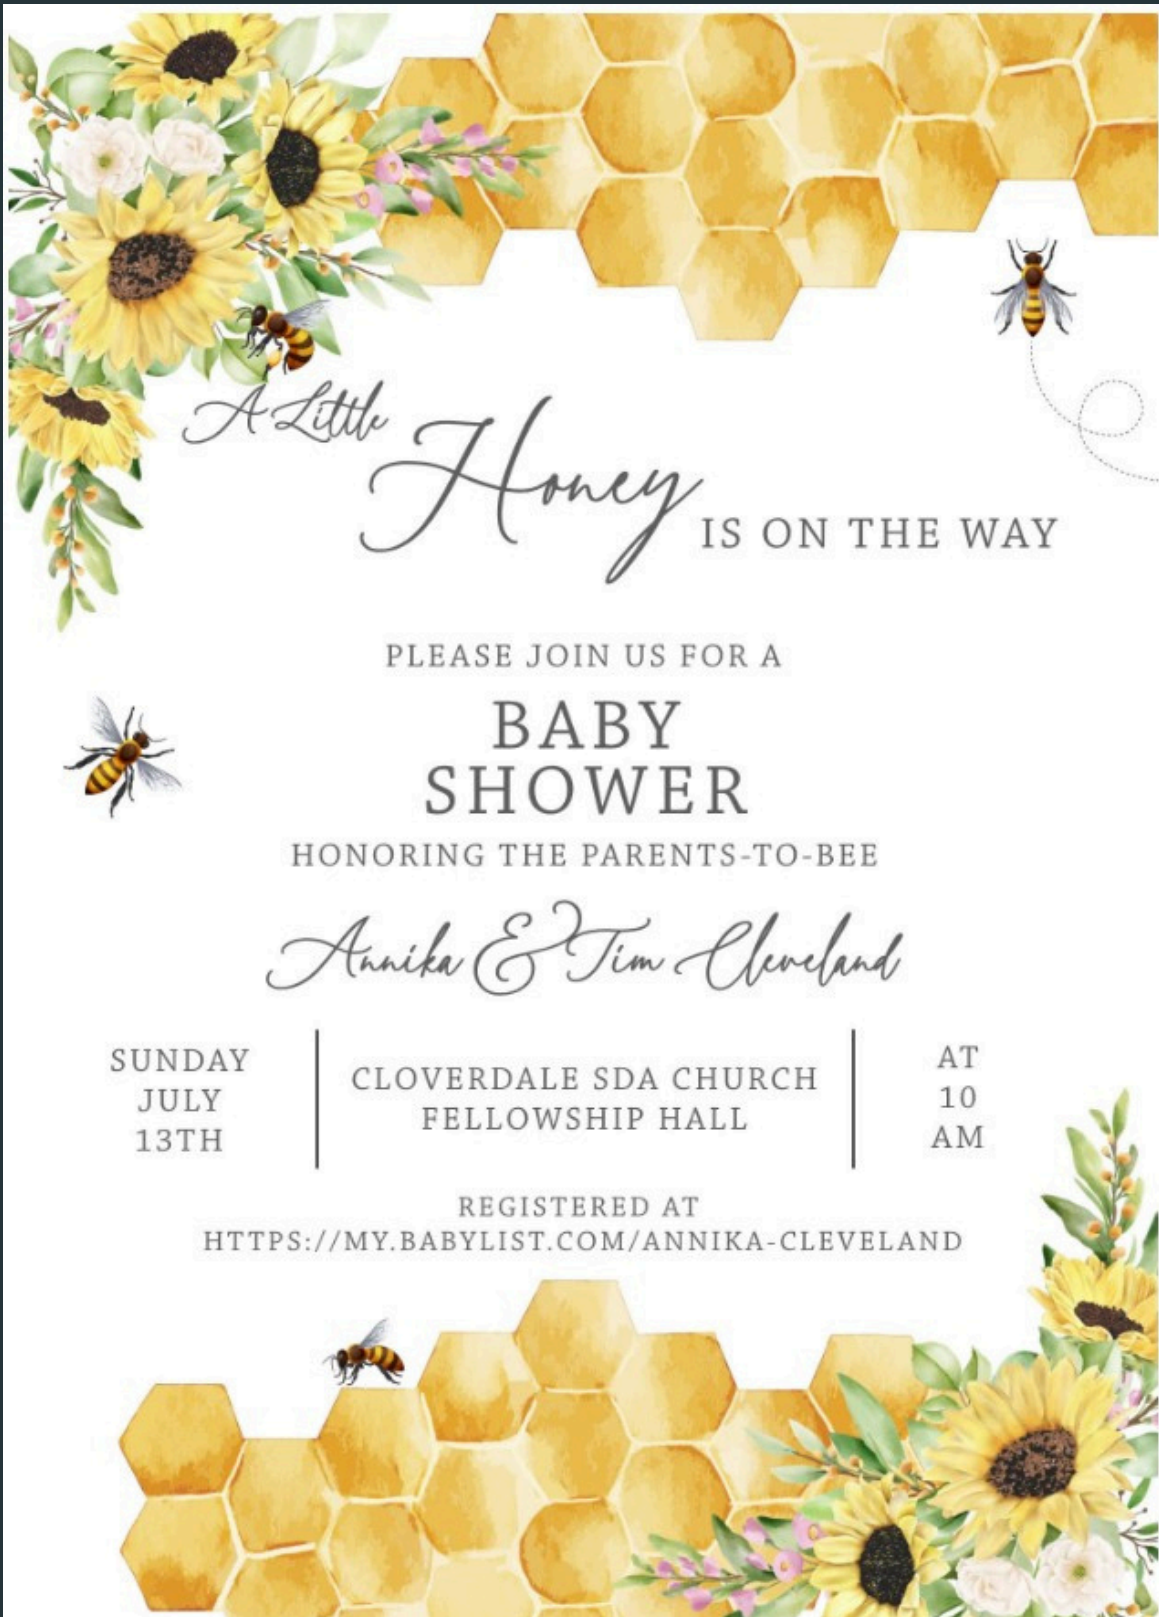 A Little
Honey
IS ON THE WAY
PLEASE JOIN US FOR A
BABY
SHOWER
HONORING THE PARENTS-TO-BEE
Annika & Tim Cleveland
SUNDAY
JULY
13TH
CLOVERDALE SDA CHURCH
FELLOWSHIP HALL
AT
10
AM
REGISTERED AT
HTTPS://MY.BABYLIST.COM/ANNIKA-CLEVELAND